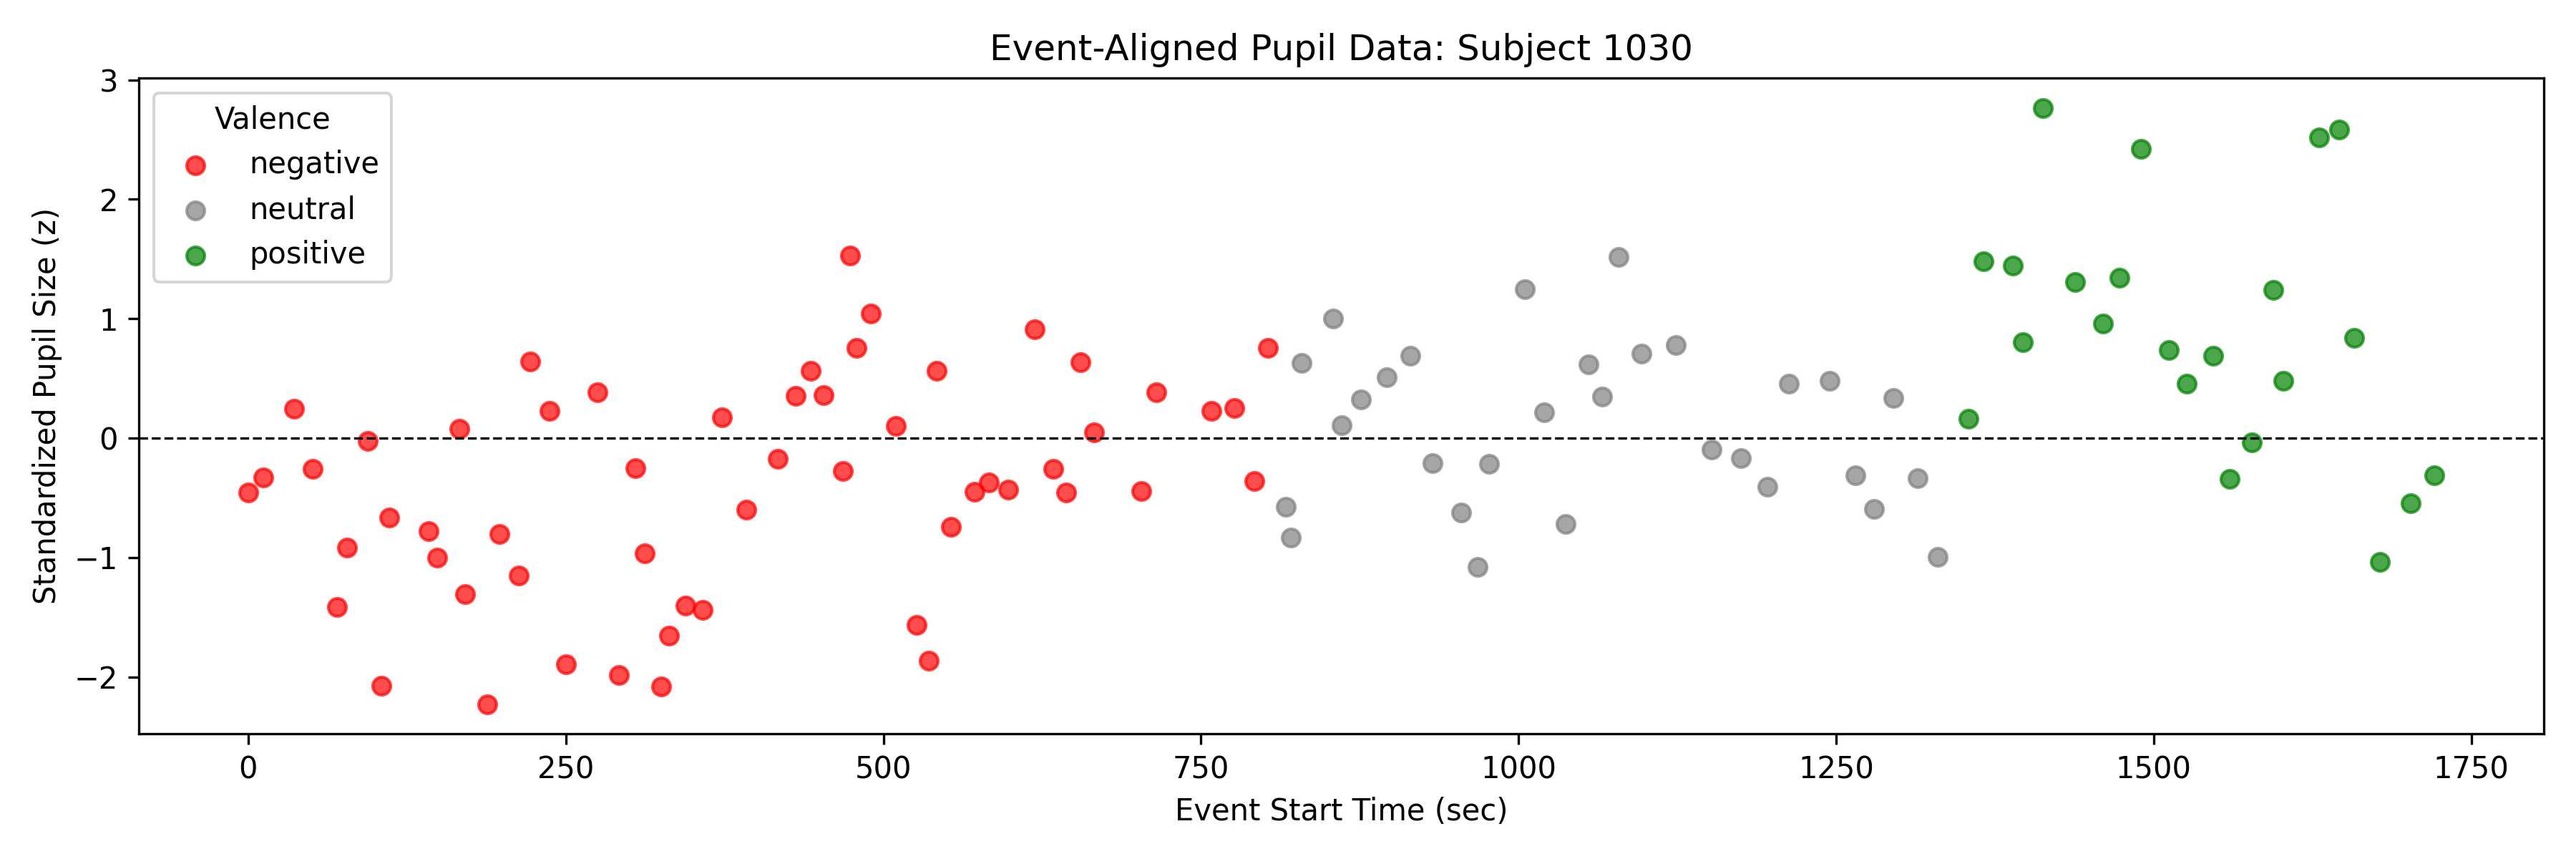 Event-Aligned Pupil Data: Subject 1030
Standardized Pupil Size (z)
3
2
1
0
−1
−2
Valence
negative
neutral
positive
0 250 500 750 1000 1250 1500 1750
Event Start Time (sec)